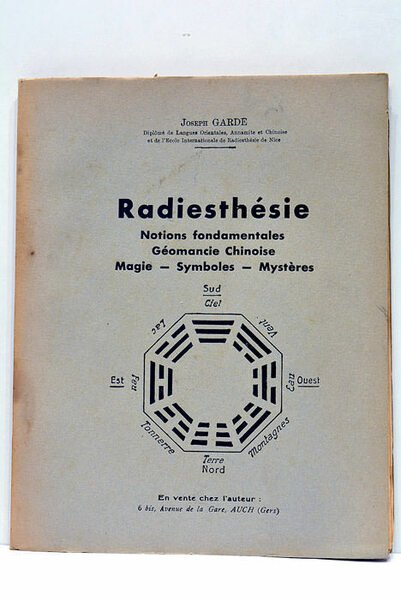 JOSEPH GARDE
Diplômé de Langues Orientales, Annamite et Chinoise
et de l'Ecole Internationale de Radiesthésie de Nice
Radiesthésie
Notions fondamentales
Géomancie Chinoise
Magie — Symboles — Mystères
Sud
Ciel
Lac
Vent
Est
Feu
Eau
Ouest
Tonnerre
Montagnes
Terre
Nord
En vente chez l'auteur :
6 bis, Avenue de la Gare, AUCH (Gers)